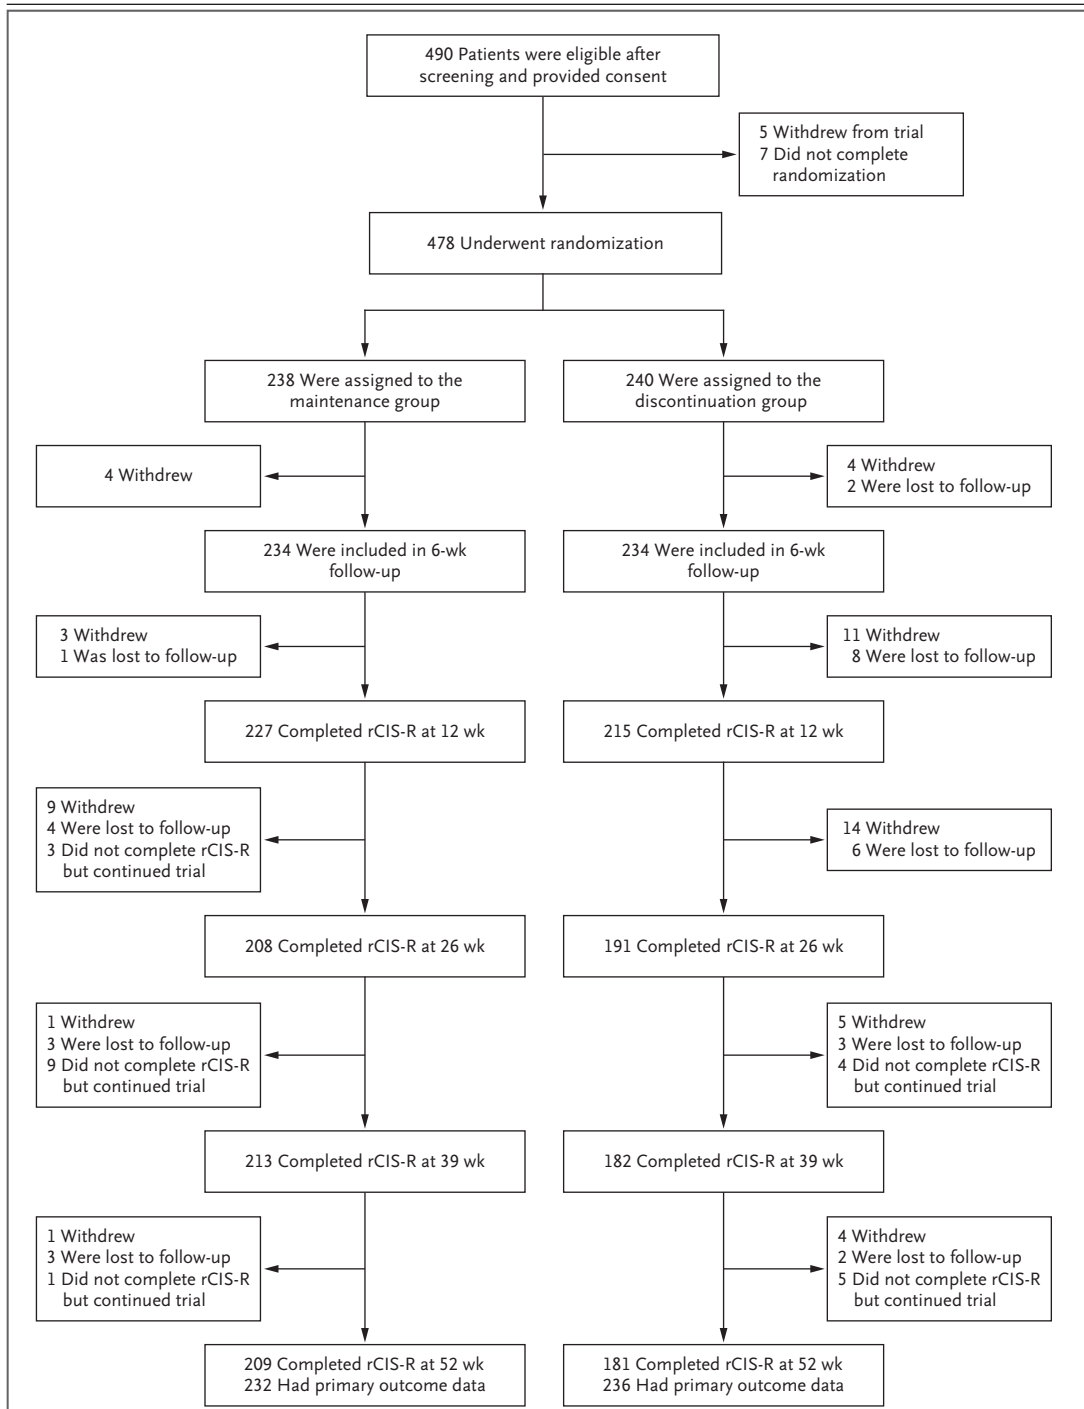 490 Patients were eligible after
screening and provided consent
5 Withdrew from trial
7 Did not complete
randomization
478 Underwent randomization
238 Were assigned to the
maintenance group
240 Were assigned to the
discontinuation group
4 Withdrew
4 Withdrew
2 Were lost to follow-up
234 Were included in 6-wk
follow-up
234 Were included in 6-wk
follow-up
3 Withdrew
1 Was lost to follow-up
11 Withdrew
8 Were lost to follow-up
227 Completed rCIS-R at 12 wk
215 Completed rCIS-R at 12 wk
9 Withdrew
4 Were lost to follow-up
3 Did not complete rCIS-R
but continued trial
14 Withdrew
6 Were lost to follow-up
208 Completed rCIS-R at 26 wk
191 Completed rCIS-R at 26 wk
1 Withdrew
3 Were lost to follow-up
9 Did not complete rCIS-R
but continued trial
5 Withdrew
3 Were lost to follow-up
4 Did not complete rCIS-R
but continued trial
213 Completed rCIS-R at 39 wk
182 Completed rCIS-R at 39 wk
1 Withdrew
3 Were lost to follow-up
1 Did not complete rCIS-R
but continued trial
4 Withdrew
2 Were lost to follow-up
5 Did not complete rCIS-R
but continued trial
209 Completed rCIS-R at 52 wk
232 Had primary outcome data
181 Completed rCIS-R at 52 wk
236 Had primary outcome data